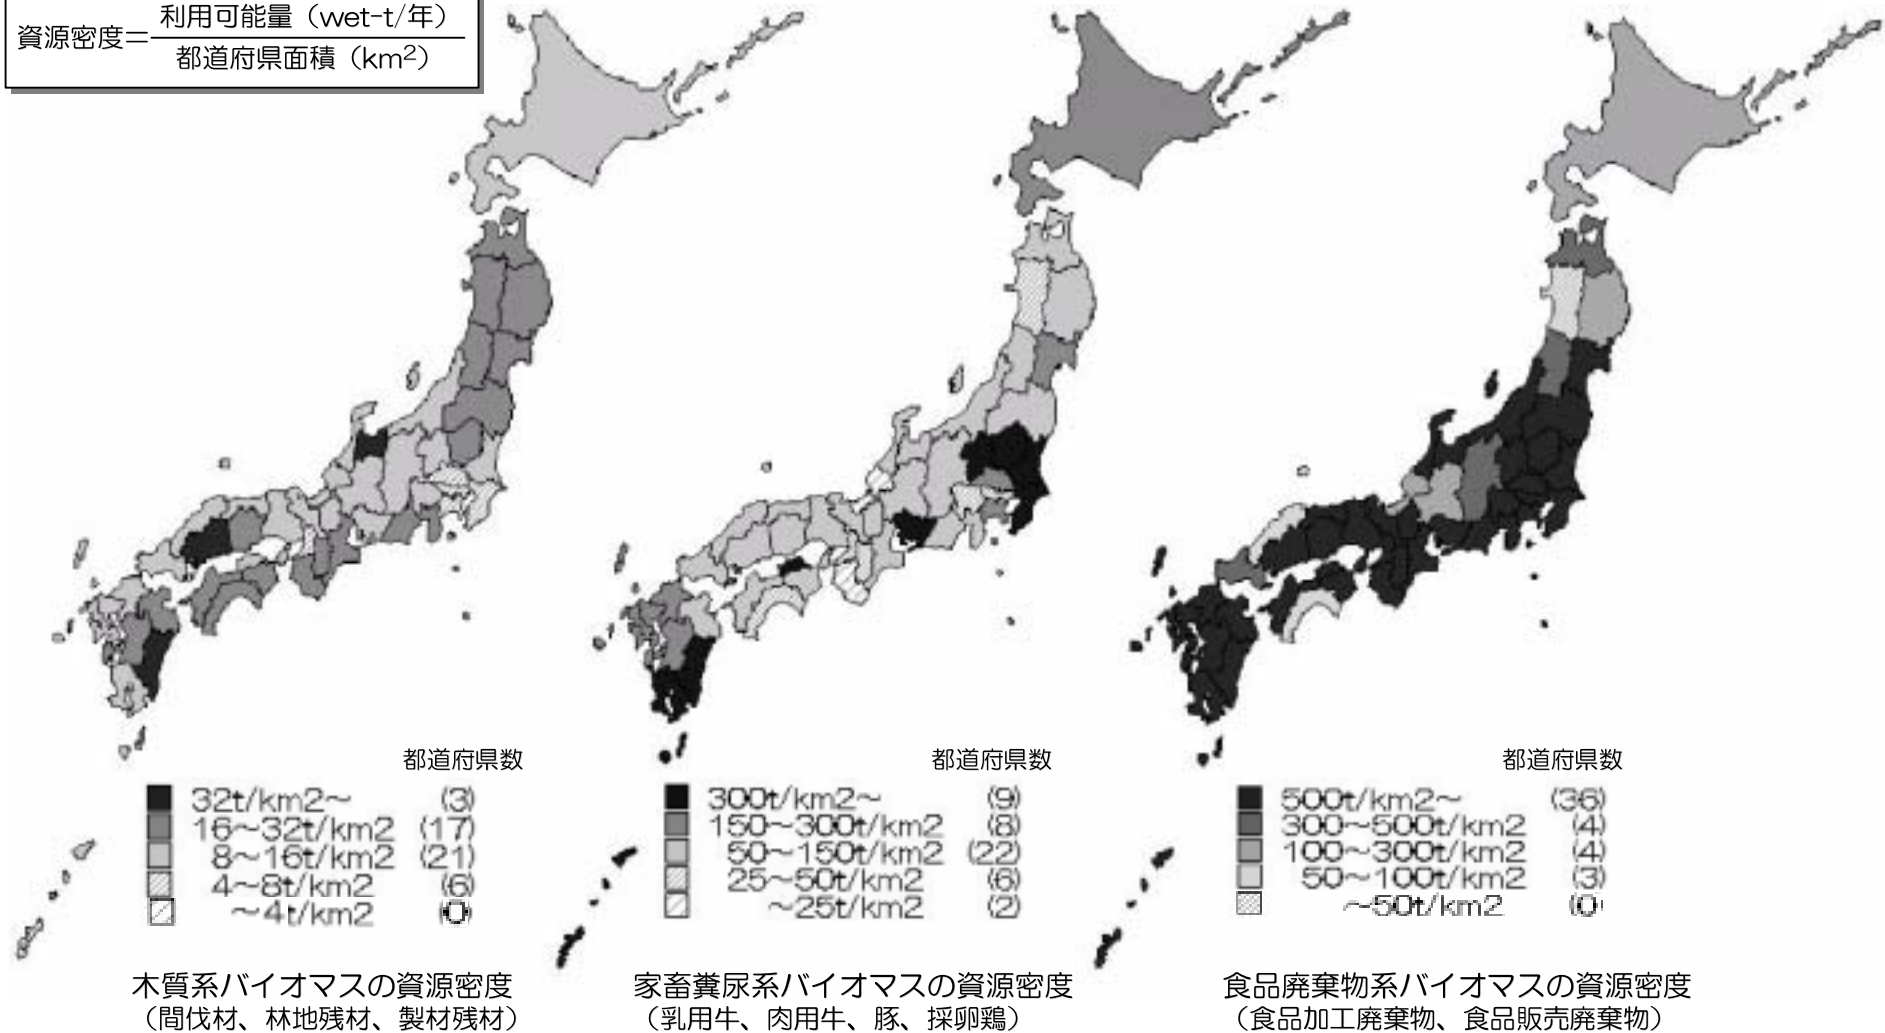 資源密度=利用可能量（wet-t/年）
都道府県面積（km²）
都道府県数
32t/km2～ (3)
16～32t/km2 (17)
8～16t/km2 (21)
4～8t/km2 (6)
～4t/km2 (0)
木質系バイオマスの資源密度
（間伐材、林地残材、製材残材）
都道府県数
300t/km2～ (9)
150～300t/km2 (8)
50～150t/km2 (22)
25～50t/km2 (6)
～25t/km2 (2)
家畜糞尿系バイオマスの資源密度
（乳用牛、肉用牛、豚、採卵鶏）
都道府県数
500t/km2～ (36)
300～500t/km2 (4)
100～300t/km2 (4)
50～100t/km2 (3)
～50t/km2 (0)
食品廃棄物系バイオマスの資源密度
（食品加工廃棄物、食品販売廃棄物）